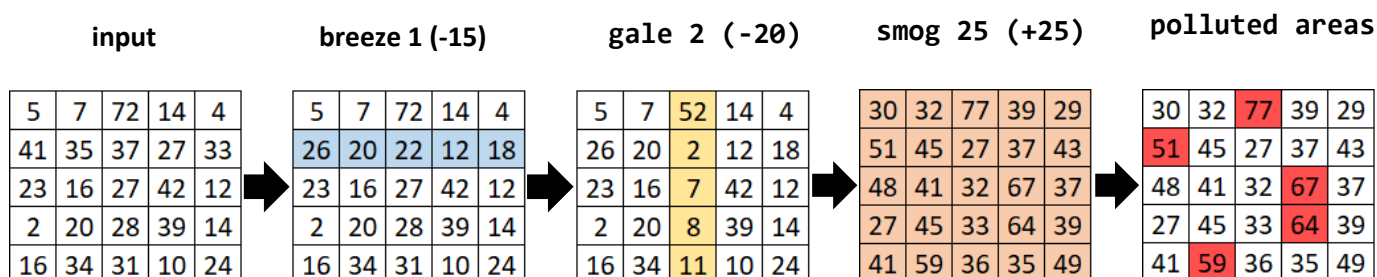 input breeze 1 (-15) gale 2 (-20) smog 25 (+25) polluted areas
5 7 72 14 4 5 7 72 14 4 5 7 52 14 4 30 32 77 39 29 30 32 77 39 29
41 35 37 27 33 26 20 22 12 18 26 20 2 12 18 51 45 27 37 43 51 45 27 37 43
23 16 27 42 12 23 16 27 42 12 23 16 7 42 12 48 41 32 67 37 48 41 32 67 37
2 20 28 39 14 2 20 28 39 14 2 20 8 39 14 27 45 33 64 39 27 45 33 64 39
16 34 31 10 24 16 34 31 10 24 16 34 11 10 24 41 59 36 35 49 41 59 36 35 49